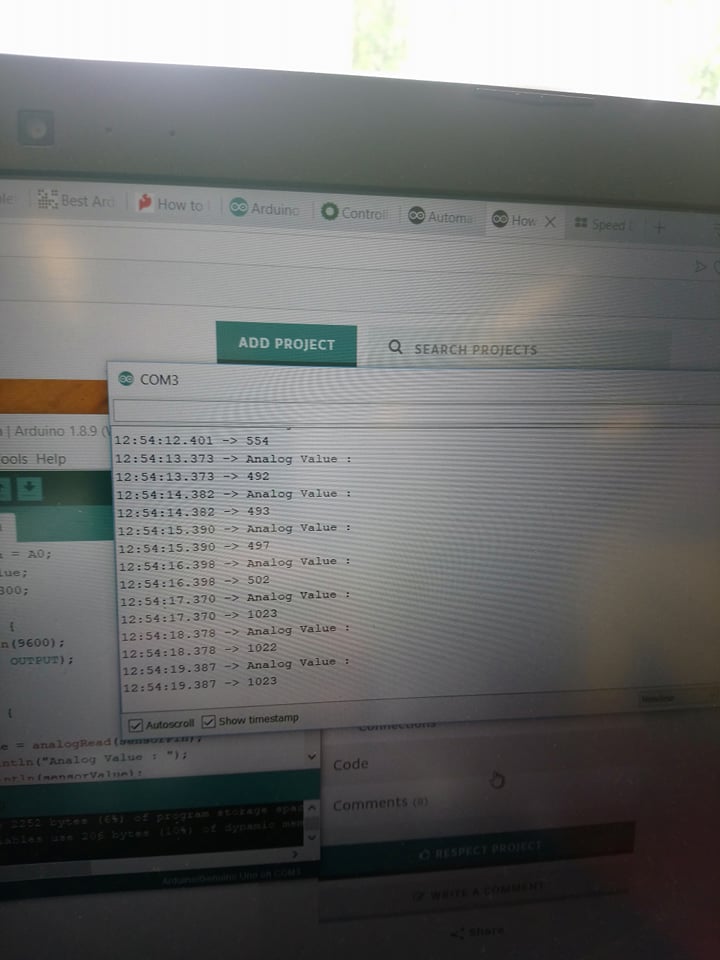 Best Ard
How to
Arduino
Controll
Automa
How
Speed
ADD PROJECT
SEARCH PROJECTS
COM3
12:54:12.401 -> 554
| Arduino 1.8.9 (
12:54:13.373 -> Analog Value :
ools Help
12:54:13.373 -> 492
12:54:14.382 -> Analog Value :
12:54:14.382 -> 493
12:54:15.390 -> Analog Value :
12:54:15.390 -> 497
= A0;
12:54:16.398 -> Analog Value :
lue;
12:54:16.398 -> 502
300;
12:54:17.370 -> Analog Value :
12:54:17.370 -> 1023
{
12:54:18.378 -> Analog Value :
n(9600);
12:54:18.378 -> 1022
OUTPUT);
12:54:19.387 -> Analog Value :
12:54:19.387 -> 1023
{
Autoscroll Show timestamp
Newline
Connections
e = analogRead(sensorPin);
ntln("Analog Value : ");
ntln(sensorValue);
Code
Comments (8)
2252 bytes (6%) of program storage spac
iables use 206 bytes (10%) of dynamic mem
RESPECT PROJECT
Arduino/Genuino Uno on COM3
WRITE A COMMENT
Share